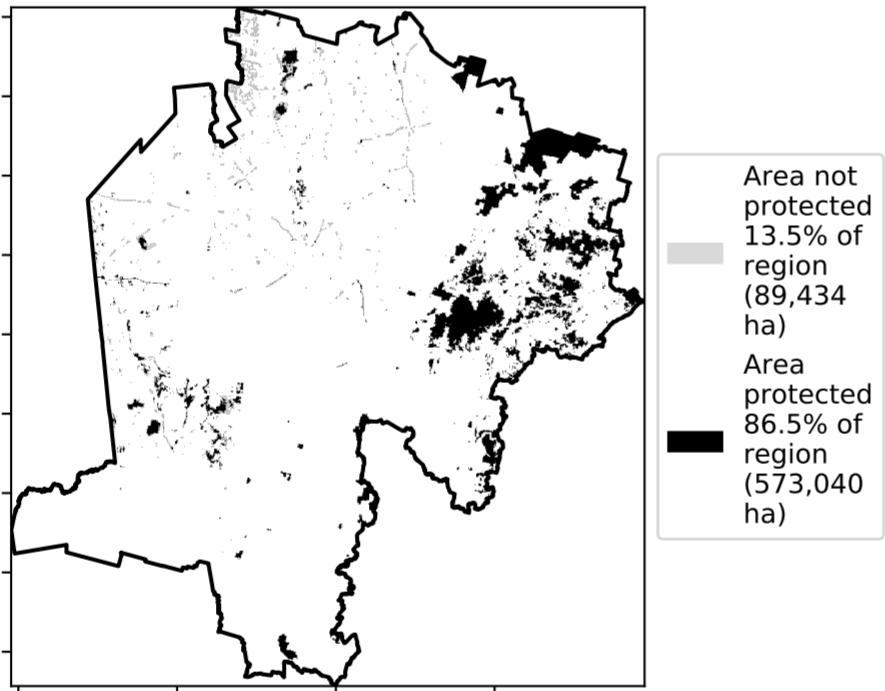 Area not
protected
13.5% of
region
(89,434
ha)
Area
protected
86.5% of
region
(573,040
ha)